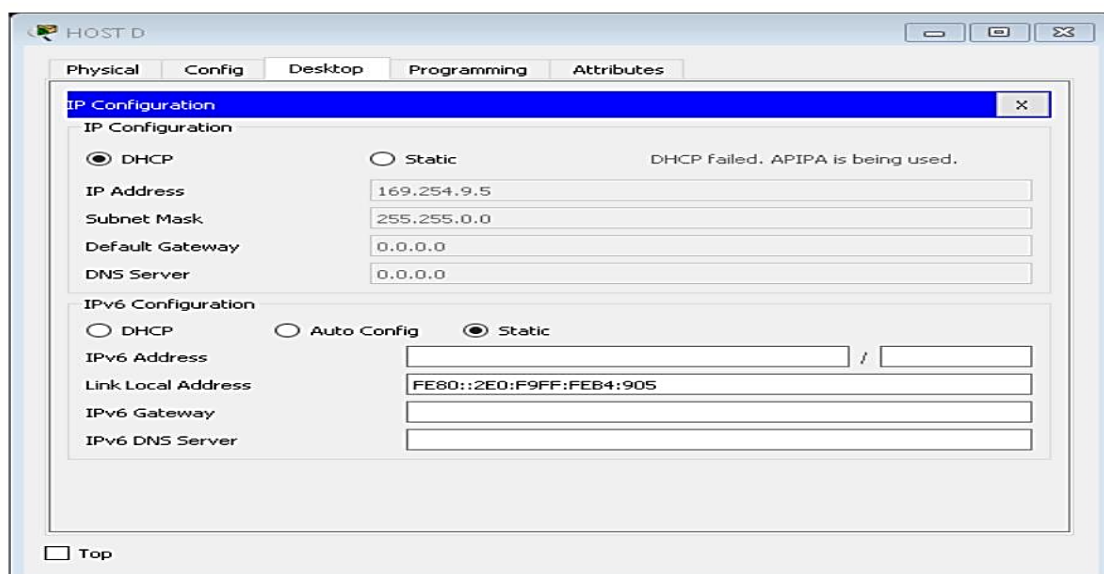 HOST D
Physical Config Desktop Programming Attributes
IP Configuration X
IP Configuration
DHCP Static DHCP failed. APIPA is being used.
IP Address 169.254.9.5
Subnet Mask 255.255.0.0
Default Gateway 0.0.0.0
DNS Server 0.0.0.0
IPv6 Configuration
DHCP Auto Config Static
IPv6 Address /
Link Local Address FE80::2E0:F9FF:FEB4:905
IPv6 Gateway
IPv6 DNS Server
Top